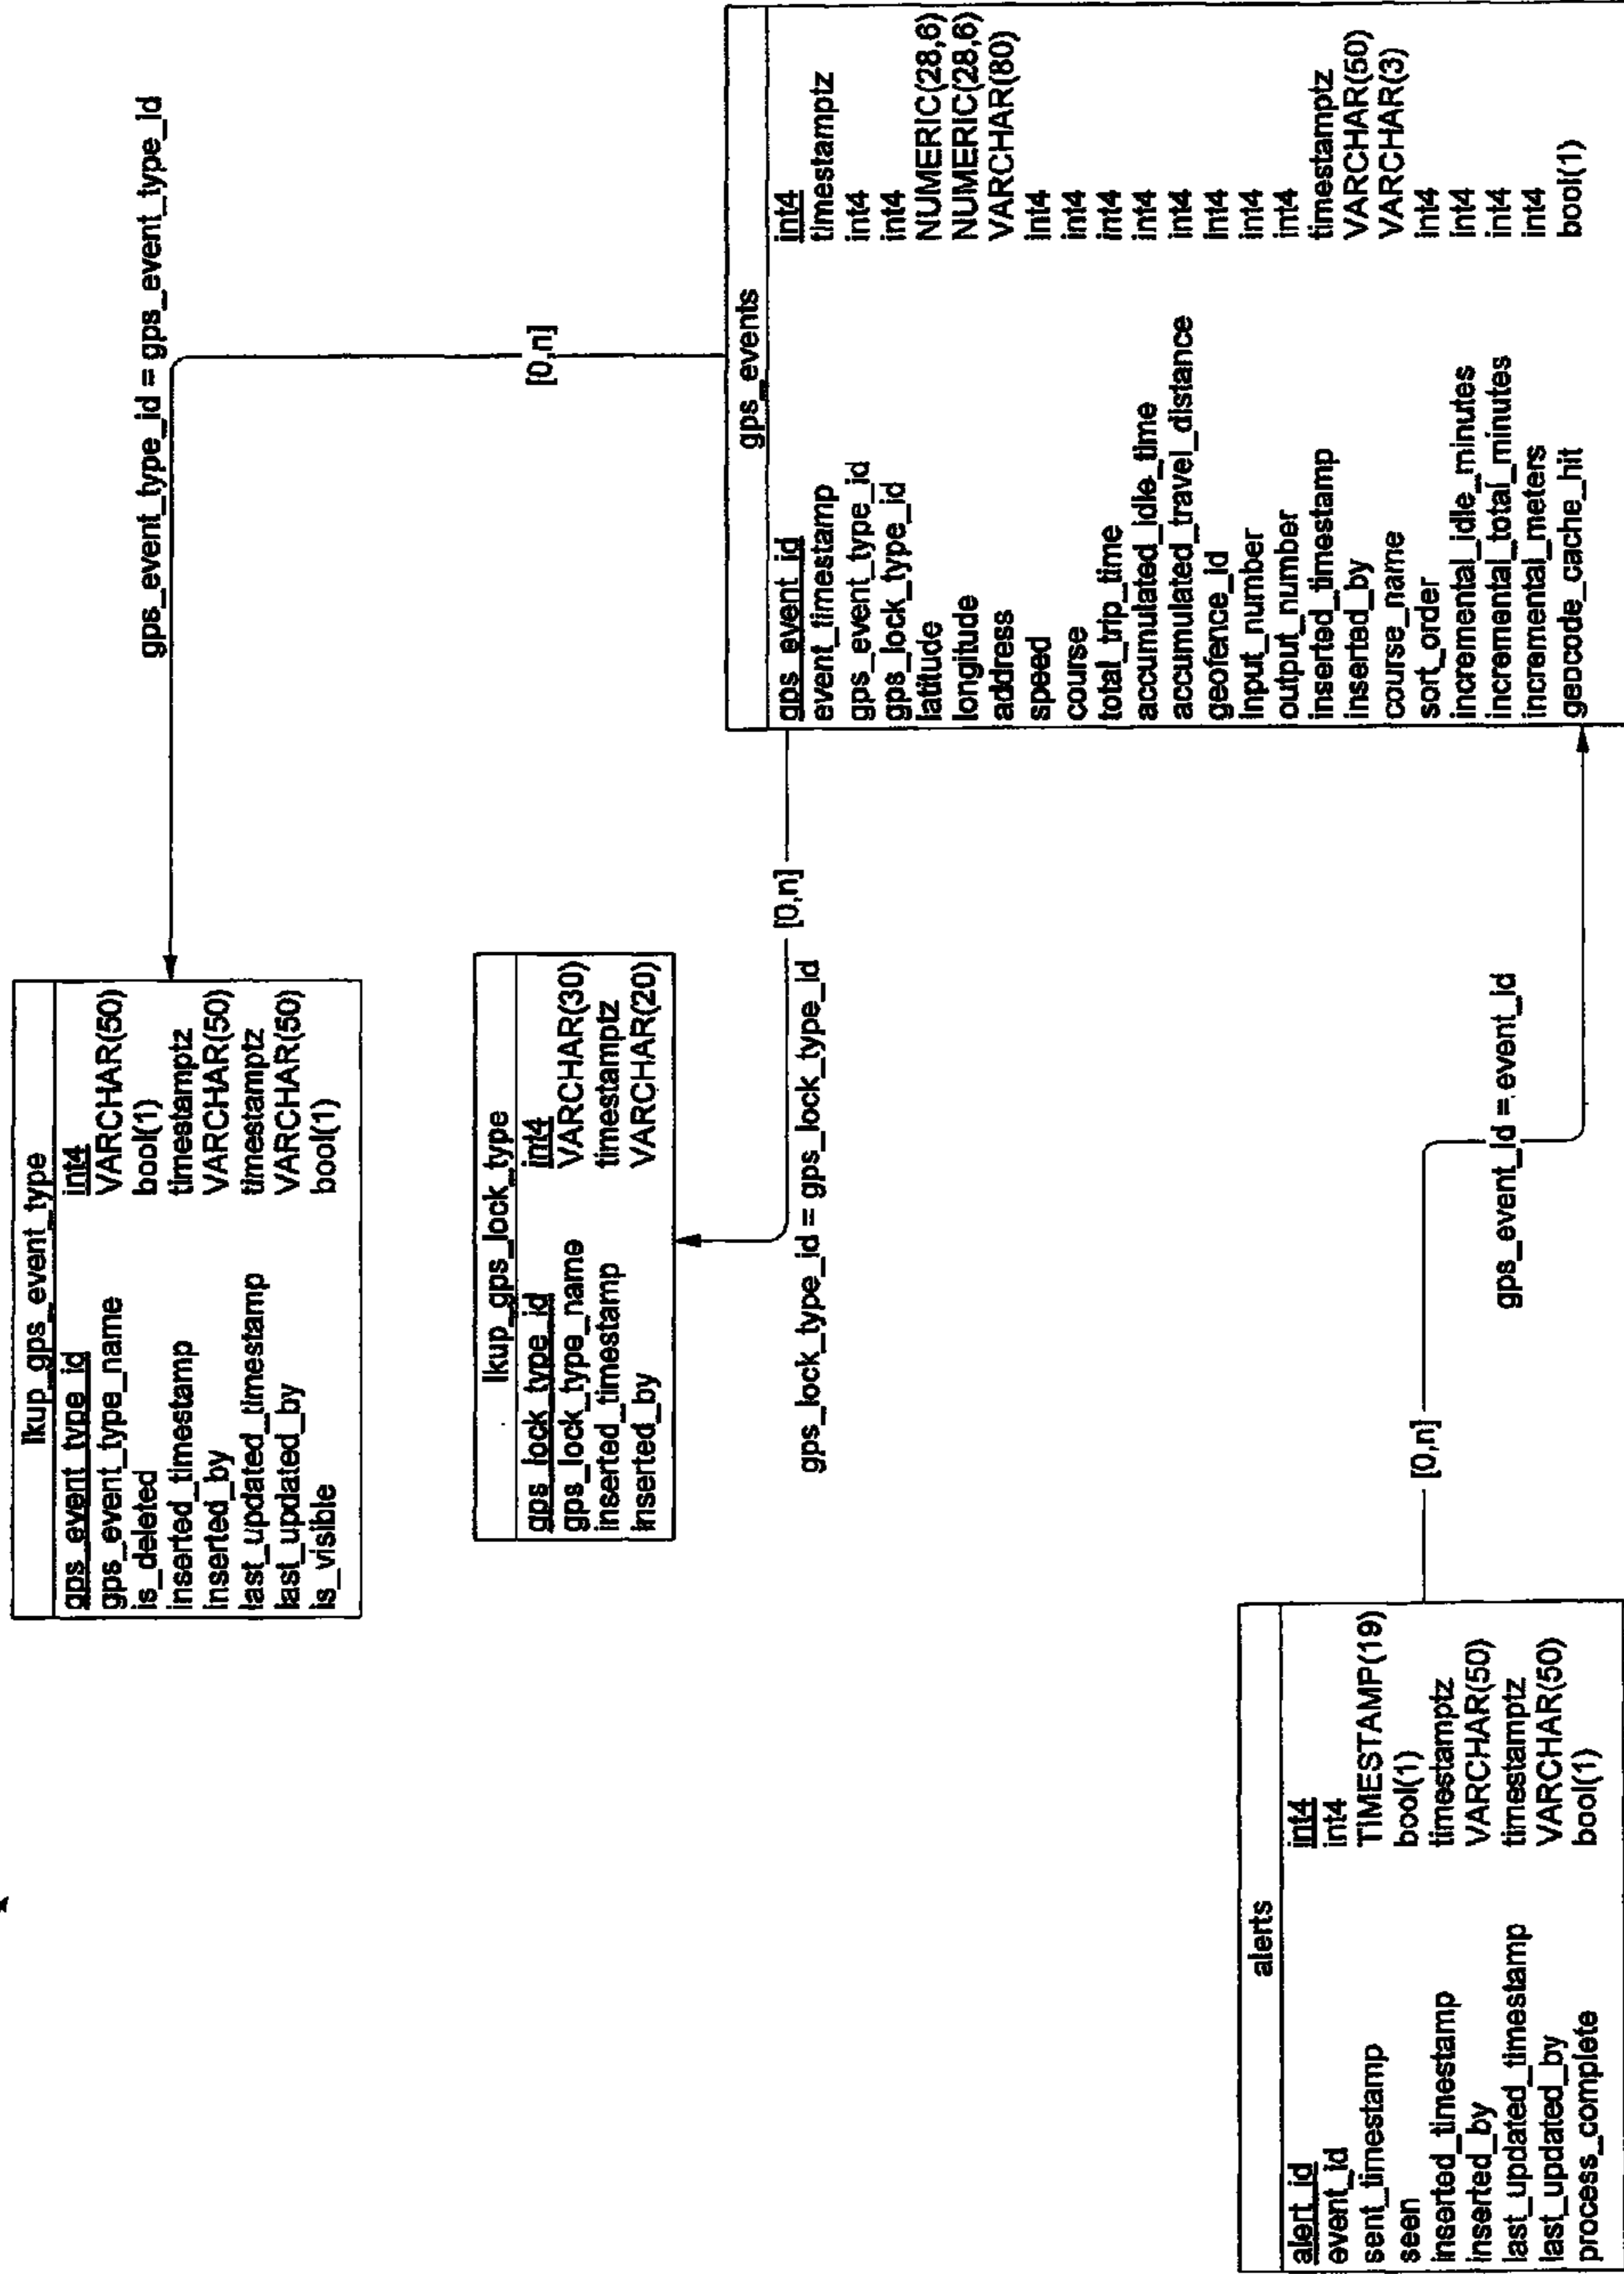 lkup_gps_event_type
gps_event_type_id int4
gps_event_type_name VARCHAR(50)
is_deleted bool(1)
inserted_timestamp timestamptz
inserted_by VARCHAR(50)
last_updated_timestamp timestamptz
last_updated_by VARCHAR(50)
is_visible bool(1)
gps_event_type_id = gps_event_type_id
[0,n]
lkup_gps_lock_type
gps_lock_type_id int4
gps_lock_type_name VARCHAR(30)
inserted_timestamp timestamptz
inserted_by VARCHAR(20)
[0,n]
gps_lock_type_id = gps_lock_type_id
gps_events
gps_event_id int4
event_timestamp timestamptz
gps_event_type_id int4
gps_lock_type_id int4
latitude NUMERIC(28,6)
longitude NUMERIC(28,6)
address VARCHAR(80)
speed int4
course int4
total_trip_time int4
accumulated_idle_time int4
accumulated_travel_distance int4
geofence_id int4
input_number int4
output_number int4
inserted_timestamp timestamptz
inserted_by VARCHAR(50)
course_name VARCHAR(3)
sort_order int4
incremental_idle_minutes int4
incremental_total_minutes int4
incremental_meters int4
geocode_cache_hit bool(1)
alerts
alert_id int4
event_id int4
sent_timestamp TIMESTAMP(19)
seen bool(1)
inserted_timestamp timestamptz
inserted_by VARCHAR(50)
last_updated_timestamp timestamptz
last_updated_by VARCHAR(50)
process_complete bool(1)
[0,n]
gps_event_id = event_id